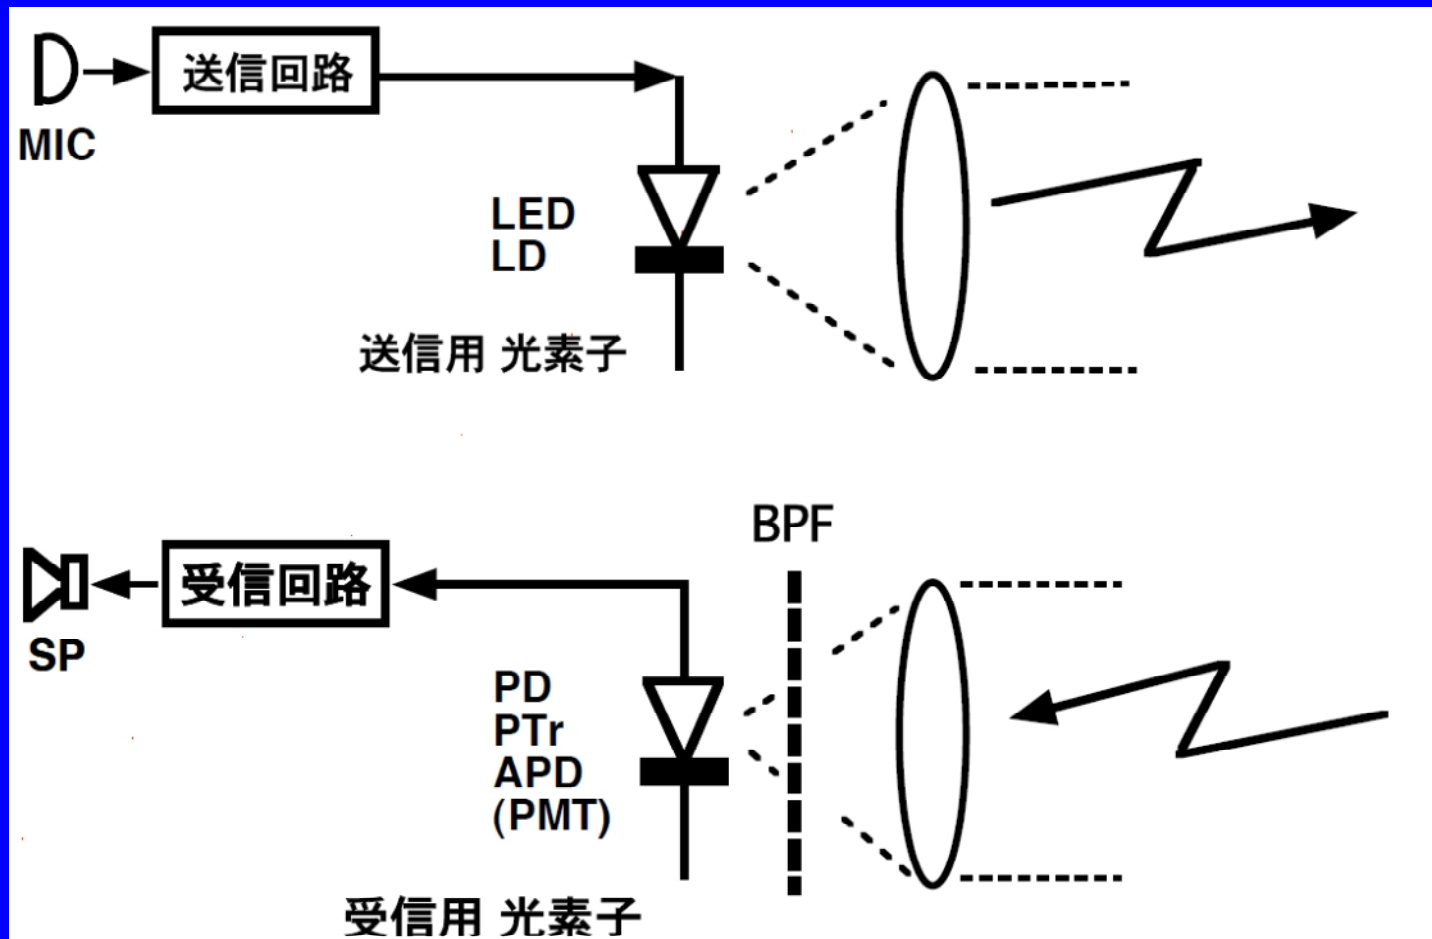 送信回路
MIC
LED
LD
送信用 光素子
BPF
受信回路
SP
PD
PTr
APD
(PMT)
受信用 光素子